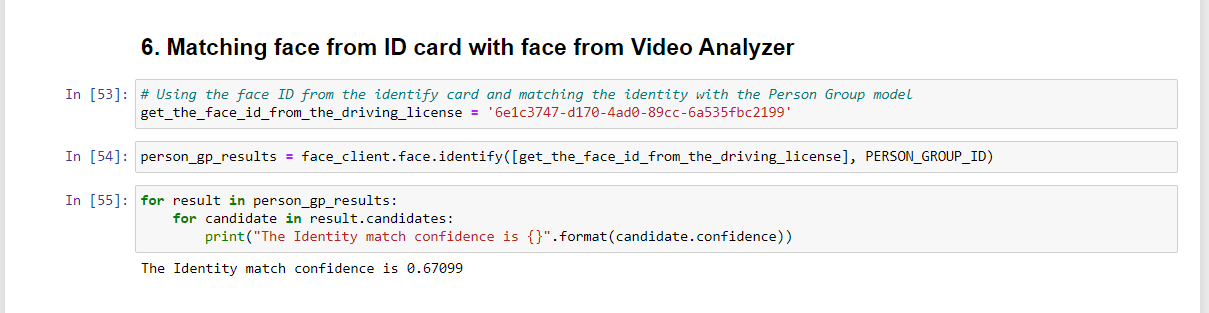 6. Matching face from ID card with face from Video Analyzer
In [53]: # Using the face ID from the identify card and matching the identity with the Person Group model
get_the_face_id_from_the_driving_license = '6e1c3747-d170-4ad0-89cc-6a535fbc2199'
In [54]: person_gp_results = face_client.face.identify([get_the_face_id_from_the_driving_license], PERSON_GROUP_ID)
In [55]: for result in person_gp_results:
    for candidate in result.candidates:
        print("The Identity match confidence is {}".format(candidate.confidence))
The Identity match confidence is 0.67099